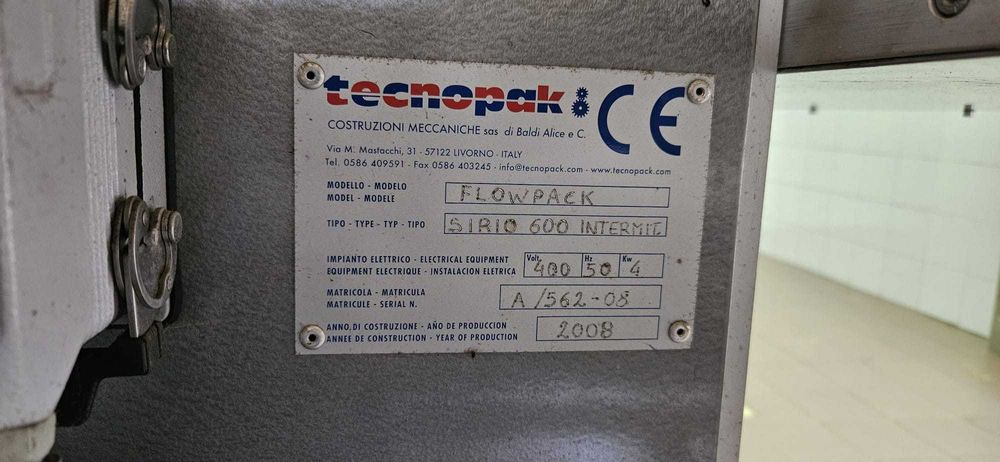 tecnopak CE
COSTRUZIONI MECCANICHE sas di Baldi Alice e C.
Via M. Mastacchi, 31 - 57122 LIVORNO - ITALY
Tel. 0586 409591 - Fax 0586 403245 - info@tecnopack.com - www.tecnopack.com
MODELLO - MODELO
MODEL - MODELE
FLOWPACK
TIPO - TYPE - TYP - TIPO
SIRIO 600 INTERMIT.
IMPIANTO ELETTRICO - ELECTRICAL EQUIPMENT
EQUIPMENT ELECTRIQUE - INSTALACION ELETRICA
Volt. 400 Hz 50 Kw 4
MATRICOLA - MATRICULA
MATRICULE - SERIAL N.
A/562-08
ANNO.DI COSTRUZIONE - AÑO DE PRODUCCION
ANNEE DE CONSTRUCTION - YEAR OF PRODUCTION
2008